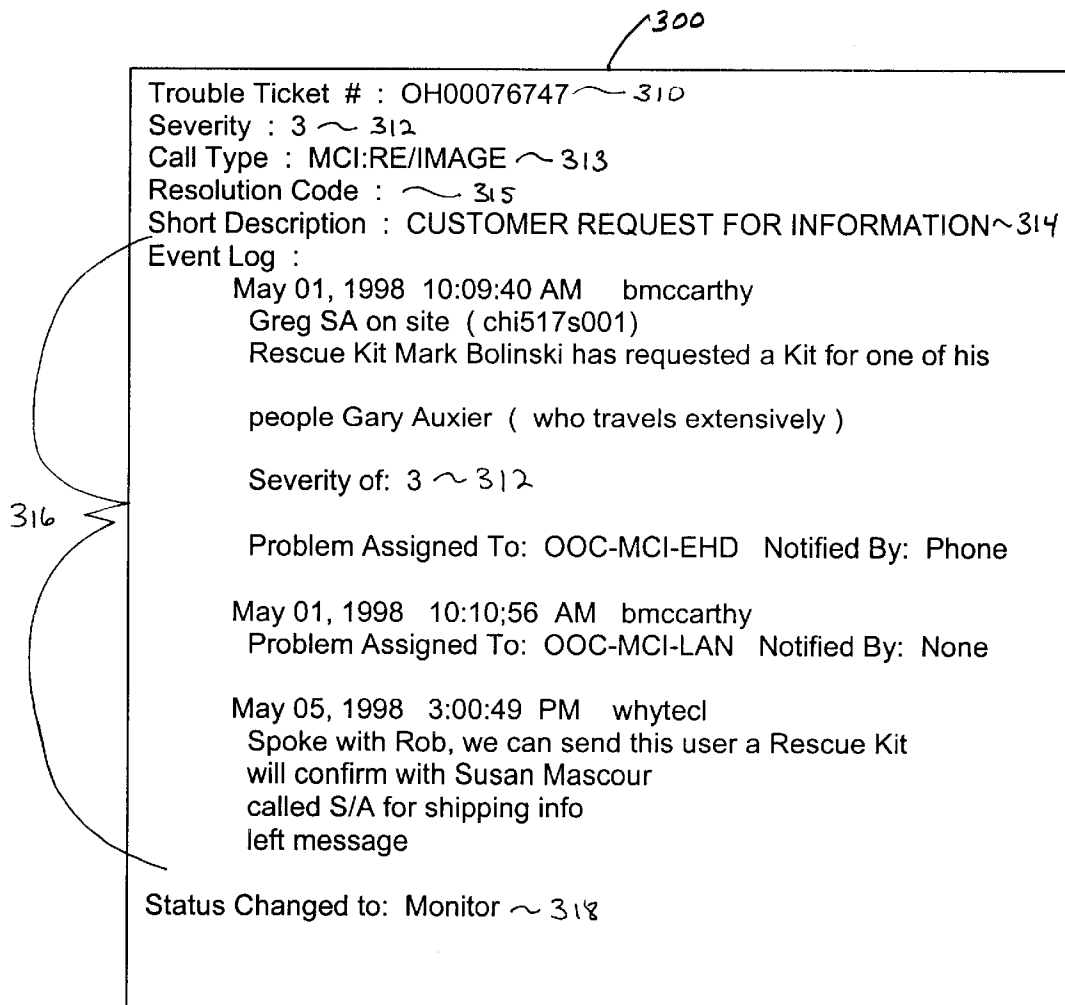 300
Trouble Ticket # : OH00076747 ~ 310
Severity : 3 ~ 312
Call Type : MCI:RE/IMAGE ~ 313
Resolution Code : ~ 315
Short Description : CUSTOMER REQUEST FOR INFORMATION ~ 314
Event Log :
May 01, 1998 10:09:40 AM bmccarthy
Greg SA on site ( chi517s001)
Rescue Kit Mark Bolinski has requested a Kit for one of his
people Gary Auxier ( who travels extensively )
Severity of: 3 ~ 312
316
Problem Assigned To: OOC-MCI-EHD Notified By: Phone
May 01, 1998 10:10;56 AM bmccarthy
Problem Assigned To: OOC-MCI-LAN Notified By: None
May 05, 1998 3:00:49 PM whytecl
Spoke with Rob, we can send this user a Rescue Kit
will confirm with Susan Mascour
called S/A for shipping info
left message
Status Changed to: Monitor ~ 318